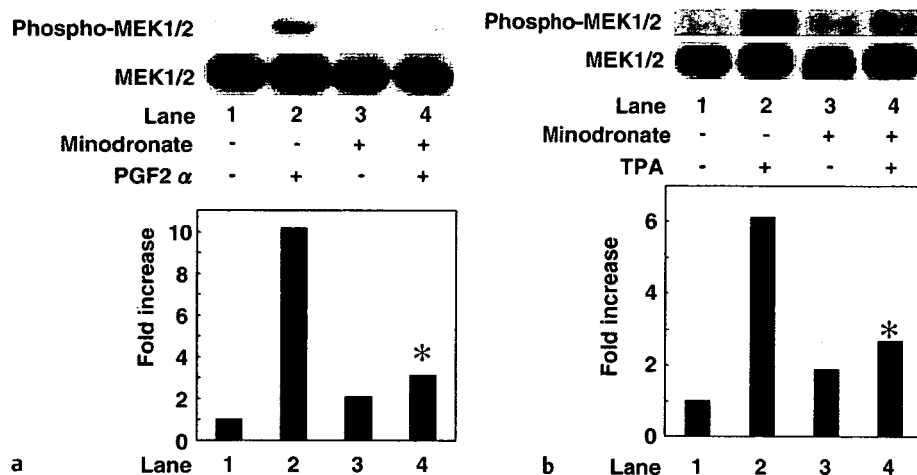 Phospho-MEK1/2
MEK1/2
Lane 1 2 3 4
Minodronate - - + +
PGF2 α - + - +
Fold increase
10
8
6
4
2
0
*
Lane 1 2 3 4
a
Phospho-MEK1/2
MEK1/2
Lane 1 2 3 4
Minodronate - - + +
TPA - + - +
Fold increase
6
4
2
0
*
Lane 1 2 3 4
b